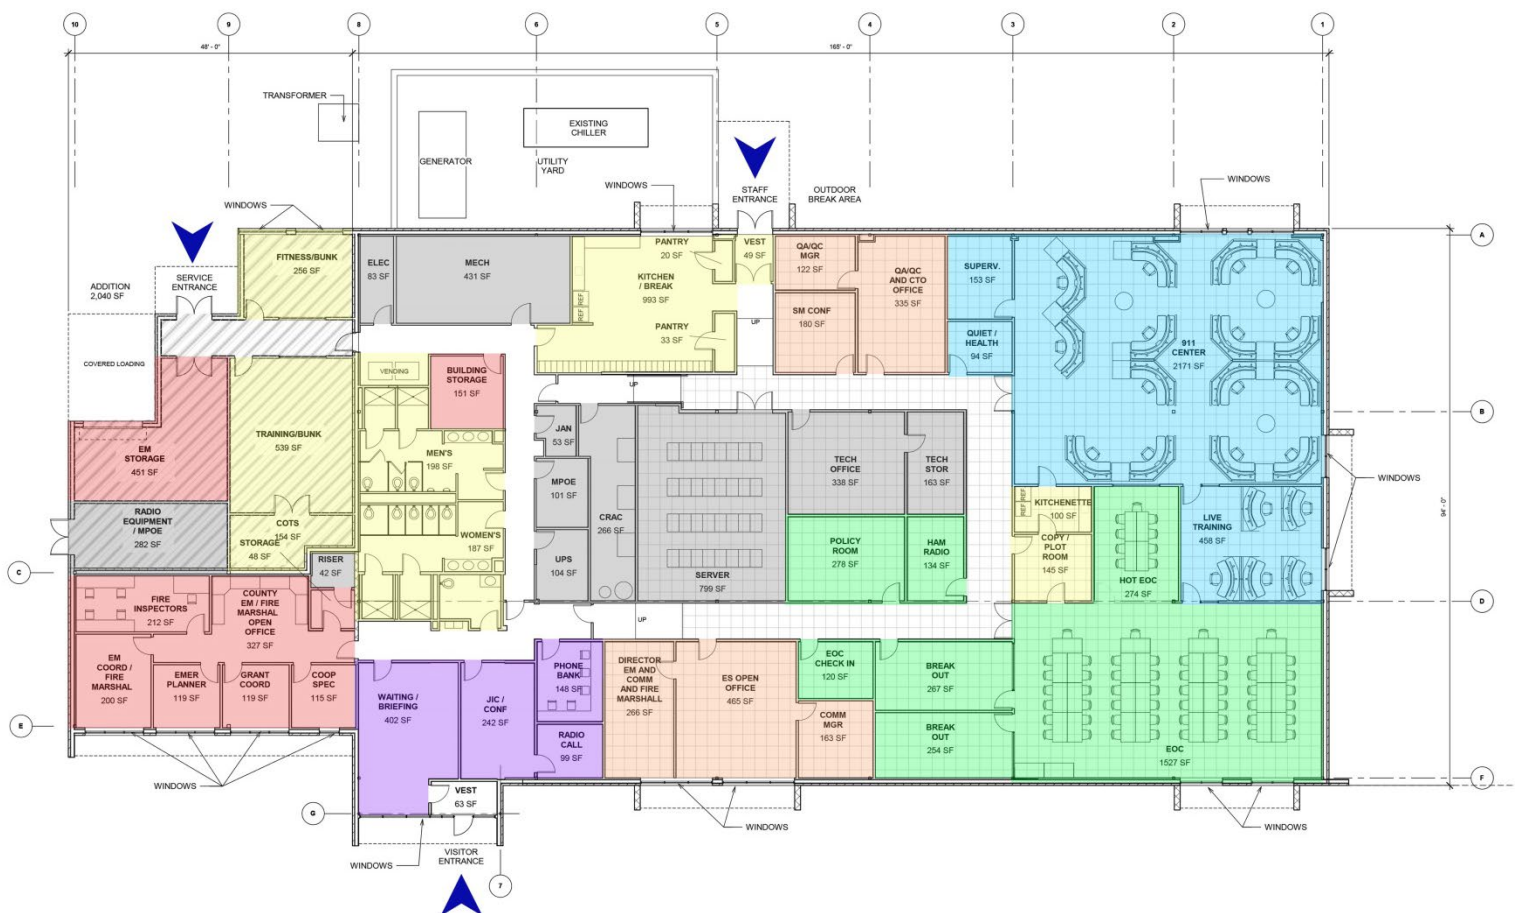 10
9
8
6
5
4
3
2
1
48' - 0"
168' - 0"
TRANSFORMER
EXISTING
CHILLER
GENERATOR
UTILITY
YARD
WINDOWS
STAFF
ENTRANCE
OUTDOOR
BREAK AREA
WINDOWS
WINDOWS
A
FITNESS/BUNK
256 SF
ELEC
83 SF
MECH
431 SF
PANTRY
20 SF
VEST
49 SF
KITCHEN
/ BREAK
993 SF
REF
REF
PANTRY
33 SF
UP
QA/QC
MGR
122 SF
QA/QC
AND CTO
OFFICE
335 SF
SM CONF
180 SF
SUPERV.
153 SF
QUIET /
HEALTH
94 SF
911
CENTER
2171 SF
ADDITION
2,040 SF
SERVICE
ENTRANCE
COVERED LOADING
VENDING
BUILDING
STORAGE
151 SF
UP
B
TRAINING/BUNK
539 SF
EM
STORAGE
451 SF
MEN'S
198 SF
JAN
53 SF
MPOE
101 SF
CRAC
266 SF
UPS
104 SF
SERVER
799 SF
TECH
OFFICE
338 SF
TECH
STOR
163 SF
WINDOWS
94' - 0"
REF
REF
KITCHENETTE
100 SF
COPY /
PLOT
ROOM
145 SF
HOT EOC
274 SF
LIVE
TRAINING
458 SF
RADIO
EQUIPMENT
/ MPOE
282 SF
COTS
154 SF
STORAGE
48 SF
WOMEN'S
187 SF
POLICY
ROOM
278 SF
HAM
RADIO
134 SF
C
RISER
42 SF
D
FIRE
INSPECTORS
212 SF
COUNTY
EM / FIRE
MARSHAL
OPEN
OFFICE
327 SF
UP
EM
COORD /
FIRE
MARSHAL
200 SF
EMER
PLANNER
119 SF
GRANT
COORD
119 SF
COOP
SPEC
115 SF
WAITING /
BRIEFING
402 SF
JIC /
CONF
242 SF
PHONE
BANK
148 SF
RADIO
CALL
99 SF
DIRECTOR
EM AND
COMM
AND FIRE
MARSHALL
266 SF
ES OPEN
OFFICE
465 SF
EOC
CHECK IN
120 SF
COMM
MGR
163 SF
BREAK
OUT
267 SF
BREAK
OUT
254 SF
EOC
1527 SF
E
F
WINDOWS
VEST
63 SF
G
WINDOWS
WINDOWS
WINDOWS
VISITOR
ENTRANCE
7